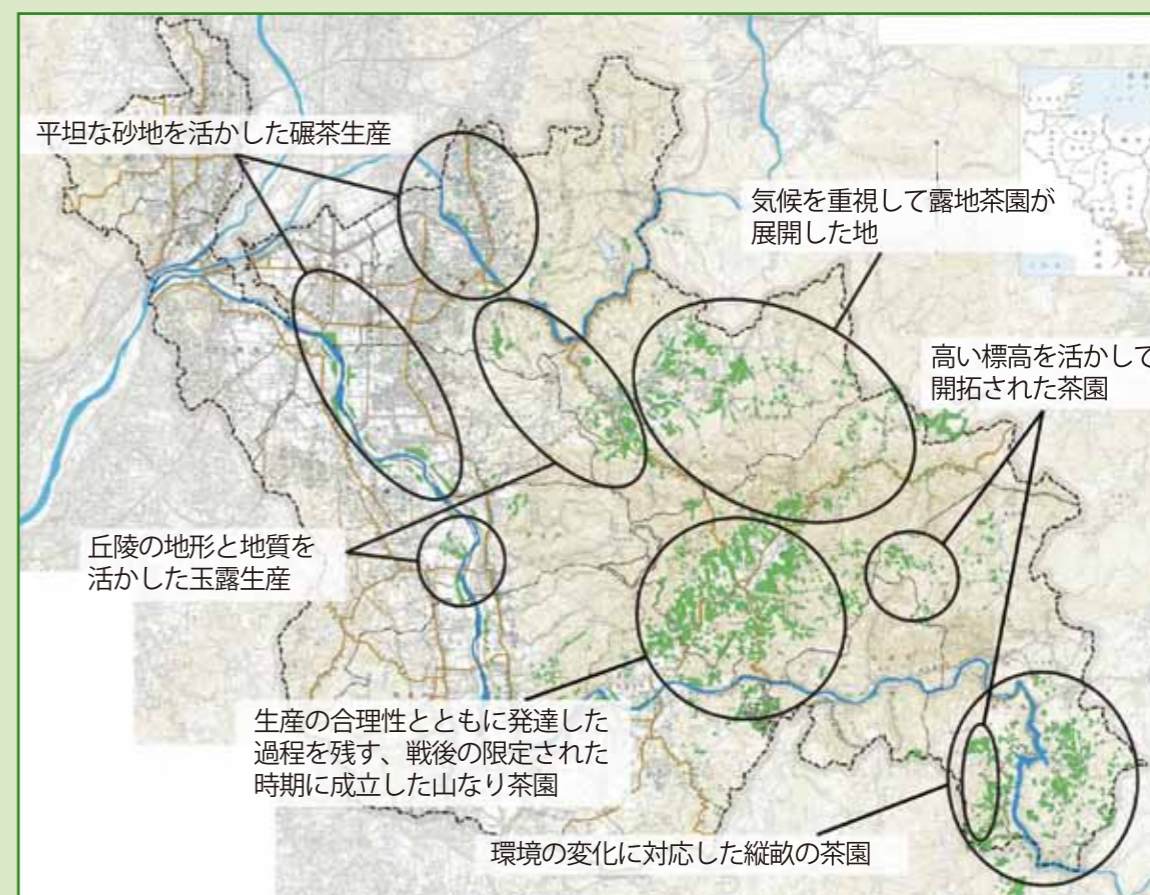 平坦な砂地を活かした碾茶生産
気候を重視して露地茶園が
展開した地
高い標高を活かして
開拓された茶園
丘陵の地形と地質を
活かした玉露生産
生産の合理性とともに発達した
過程を残す、戦後の限定された
時期に成立した山なり茶園
環境の変化に対応した縦畝の茶園